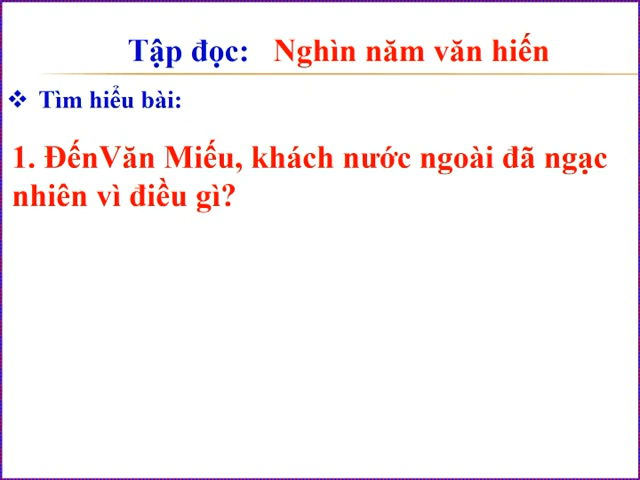 Tập đọc: Nghìn năm văn hiến
❖ Tìm hiểu bài:
1. ĐếnVăn Miếu, khách nước ngoài đã ngạc
nhiên vì điều gì?